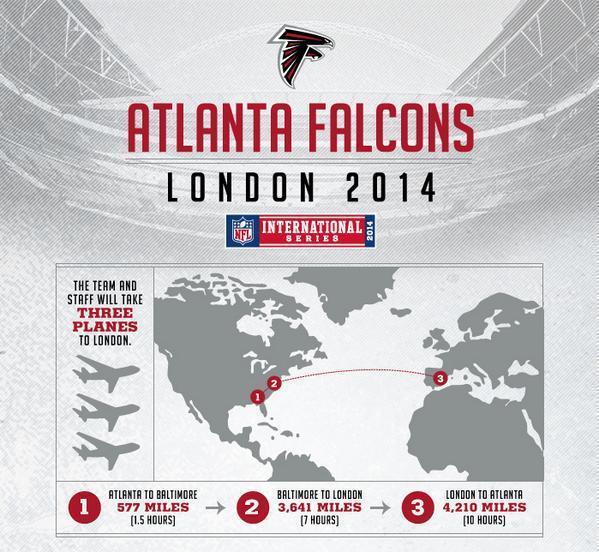 ATLANTA FALCONS
LONDON 2014
NFL
INTERNATIONAL
SERIES
2014
THE TEAM AND
STAFF WILL TAKE
THREE
PLANES
TO LONDON.
1
2
3
1
ATLANTA TO BALTIMORE
577 MILES
(1.5 HOURS)
2
BALTIMORE TO LONDON
3,641 MILES
(7 HOURS)
3
LONDON TO ATLANTA
4,210 MILES
(10 HOURS)